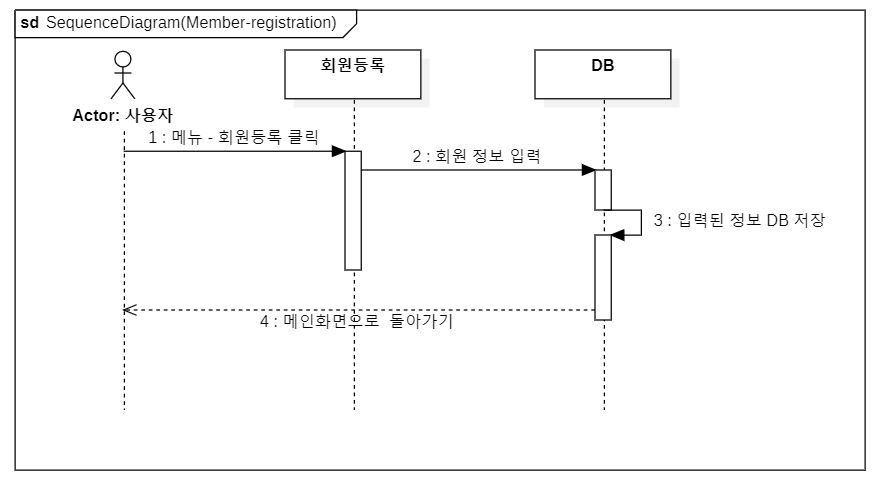 sd SequenceDiagram(Member-registration)
회원등록
DB
Actor: 사용자
1 : 메뉴 - 회원등록 클릭
2 : 회원 정보 입력
3 : 입력된 정보 DB 저장
4 : 메인화면으로 돌아가기